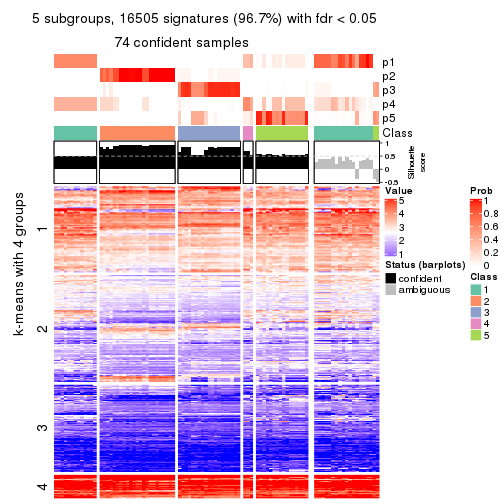 5 subgroups, 16505 signatures (96.7%) with fdr < 0.05
74 confident samples
p1
p2
p3
p4
p5
Class
1
0.5
0
-0.5
Silhouette
score
k-means with 4 groups
1
2
3
4
Value
5
4
3
2
1
Status (barplots)
confident
ambiguous
Prob
1
0.8
0.6
0.4
0.2
0
Class
1
2
3
4
5